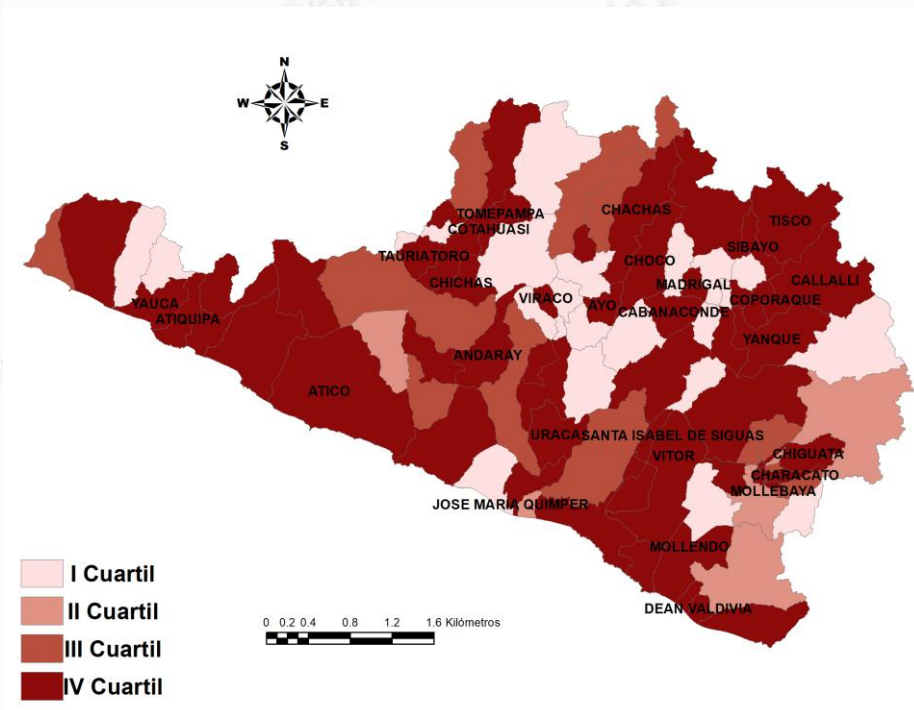 N
W E
S
TOMEPAMPA
COTAHUASI
CHACHAS
TISCO
TAURIATORO
SIBAYO
CHOCO
CHICHAS
MADRIGAL
CALLALLI
VIRACO
AYO
CABANACONDE
COPORAQUE
YAUCA
ATIQUIPA
YANQUE
ANDARAY
ATICO
URACA
SANTA ISABEL DE SIGUAS
VITOR
CHIGUATA
CHARACATO
MOLLEBAYA
JOSE MARIA QUIMPER
MOLLENDO
DEAN VALDIVIA
I Cuartil
II Cuartil
III Cuartil
IV Cuartil
0 0.2 0.4 0.8 1.2 1.6 Kilómetros